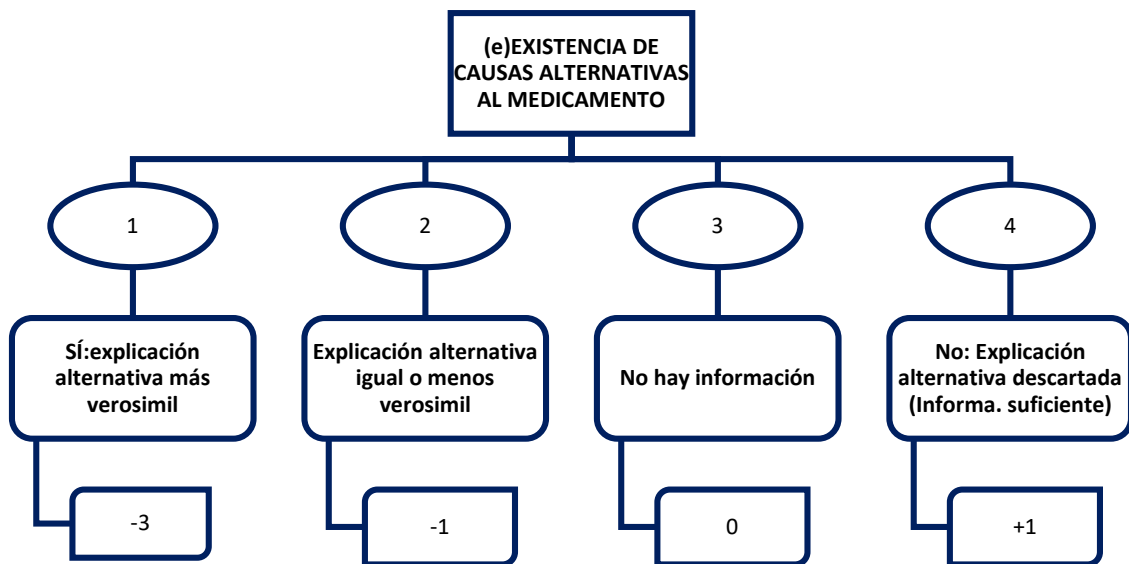 (e)EXISTENCIA DE
CAUSAS ALTERNATIVAS
AL MEDICAMENTO
1
2
3
4
SÍ:explicación
alternativa más
verosimil
Explicación alternativa
igual o menos
verosimil
No hay información
No: Explicación
alternativa descartada
(Informa. suficiente)
-3
-1
0
+1